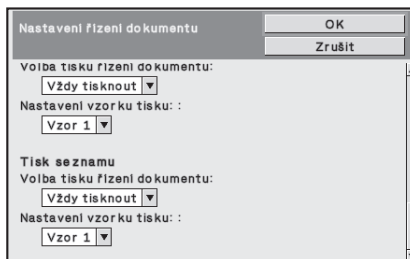 Nastavení řízení dokumentu
OK
Zrušit
Volba tisku řízení dokumentu:
Vždy tisknout
Nastavení vzorku tisku: :
Vzor 1
Tisk seznamu
Volba tisku řízení dokumentu:
Vždy tisknout
Nastavení vzorku tisku: :
Vzor 1